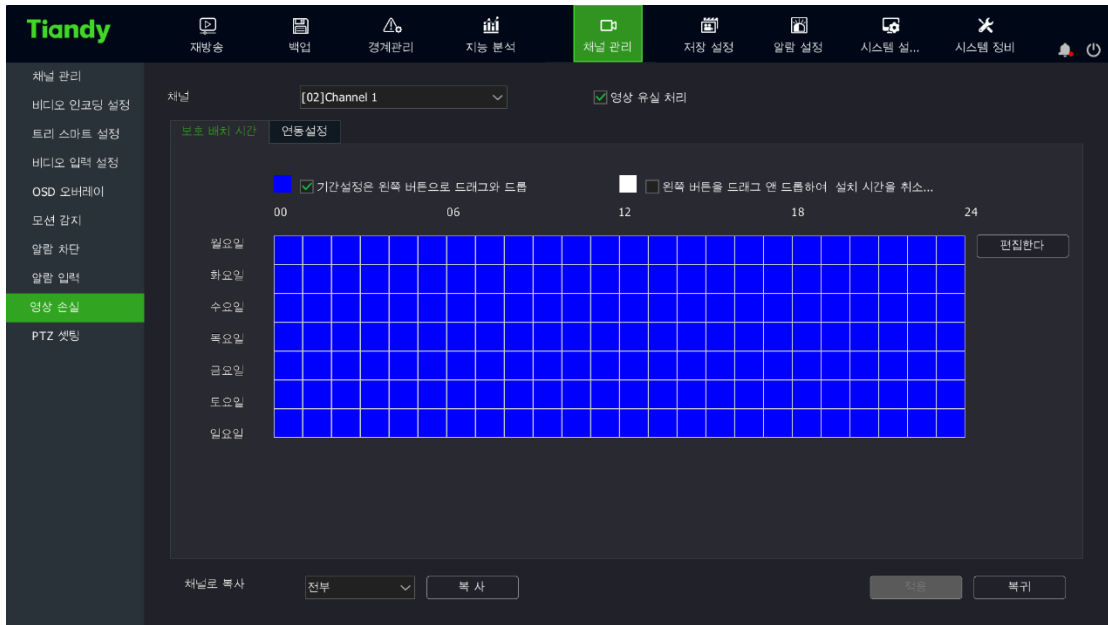 Tiandy
재방송
백업
경계관리
지능 분석
채널 관리
저장 설정
알람 설정
시스템 설...
시스템 정비
채널 관리
비디오 인코딩 설정
트리 스마트 설정
비디오 입력 설정
OSD 오버레이
모션 감지
알람 차단
알람 입력
영상 손실
PTZ 셋팅
채널
[02]Channel 1
영상 유실 처리
보호 배치 시간
연동설정
기간설정은 왼쪽 버튼으로 드래그와 드롭
왼쪽 버튼을 드래그 앤 드롭하여 설치 시간을 취소...
00 06 12 18 24
월요일
편집한다
화요일
수요일
목요일
금요일
토요일
일요일
채널로 복사
전부
복 사
적용
복귀